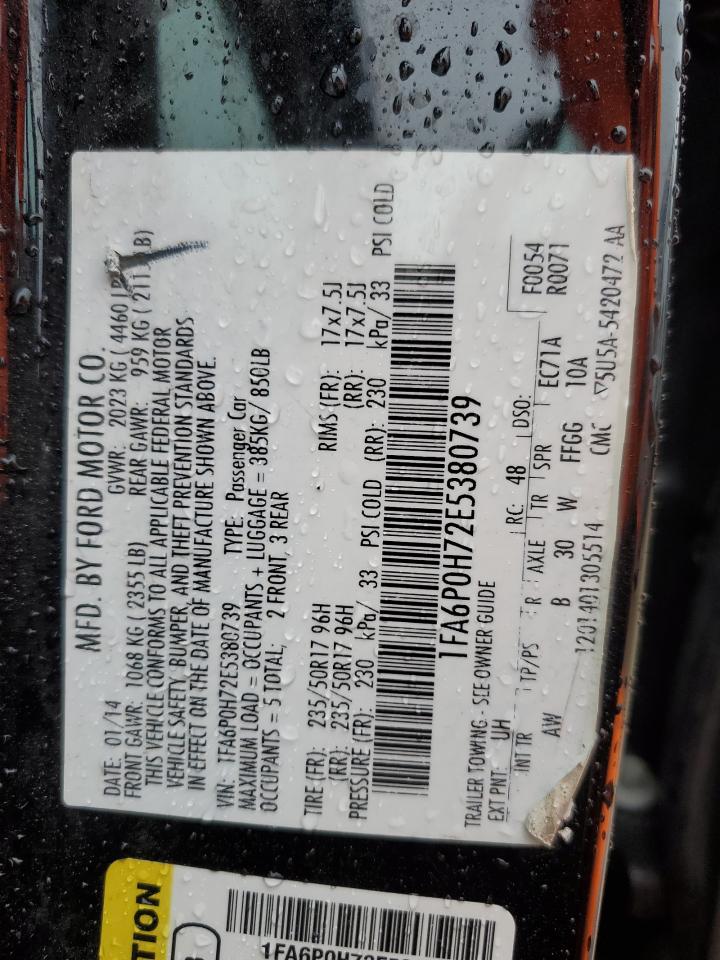 MFD. BY FORD MOTOR CO.
DATE: 01/14 GVWR: 2023 KG ( 4460 LB)
FRONT GAWR: 1068 KG ( 2355 LB) REAR GAWR: 959 KG ( 211 LB)
THIS VEHICLE CONFORMS TO ALL APPLICABLE FEDERAL MOTOR
VEHICLE SAFETY, BUMPER, AND THEFT PREVENTION STANDARDS
IN EFFECT ON THE DATE OF MANUFACTURE SHOWN ABOVE.
VIN: 1FA6P0H72E5380739 TYPE: Passenger Car
MAXIMUM LOAD = OCCUPANTS + LUGGAGE = 385KG/ 850LB
OCCUPANTS = 5 TOTAL; 2 FRONT, 3 REAR
TIRE (FR): 235/50R17 96H RIMS (FR): 17x7.5J
(RR): 235/50R17 96H (RR): 17x7.5J
PRESSURE (FR): 230 kPa/ 33 PSI COLD (RR): 230 kPa/ 33 PSI COLD
1FA6P0H72E5380739
TRAILER TOWING - SEE OWNER GUIDE
EXT PNT: UH RC: 48 DSO: F0054
R0071
INT TR TP/PS R AXLE TR SPR EC71A
AW B 30 W FFGG 10A
1201401305514 CMC 5U5A-5420472 AA
TION
1FA6P0H72E5